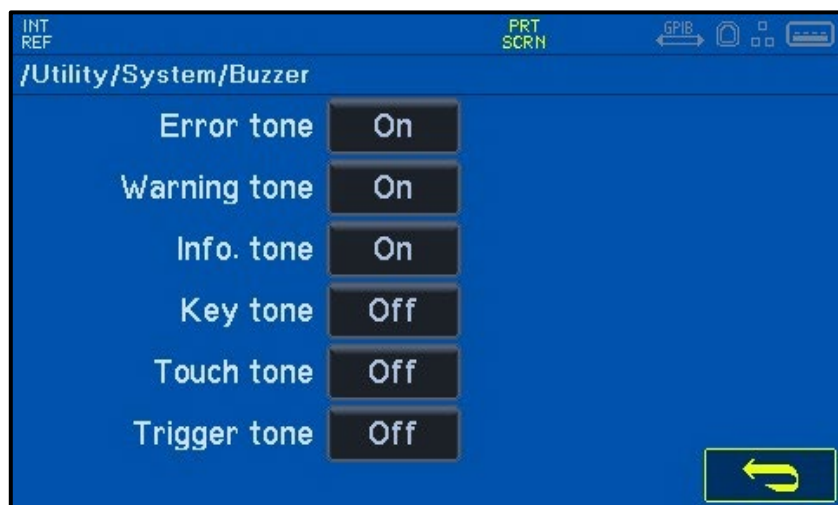 INT
REF
PRT
SCRN
GPIB
/Utility/System/Buzzer
Error tone On
Warning tone On
Info. tone On
Key tone Off
Touch tone Off
Trigger tone Off